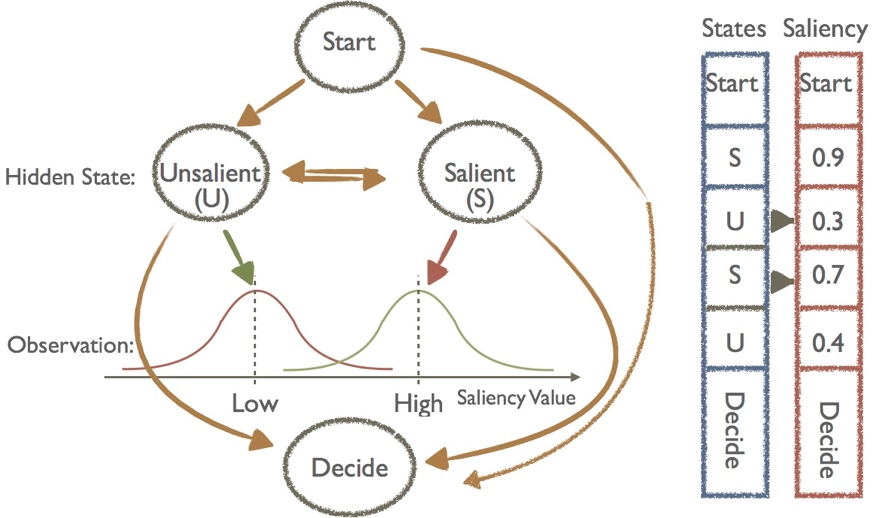 Start
Hidden State:
Unsalient
(U)
Salient
(S)
Observation:
Low
High
Saliency Value
Decide
States
Saliency
Start
Start
S
0.9
U
0.3
S
0.7
U
0.4
Decide
Decide